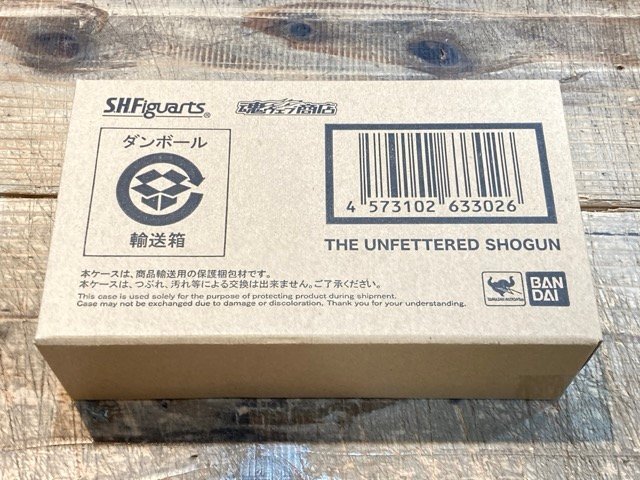 S.H.Figuarts®
魂ウェブ商店
ダンボール
輸送箱
4 573102 633026
THE UNFETTERED SHOGUN
本ケースは、商品輸送用の保護梱包材です。
本ケースは、つぶれ、汚れ等による交換は出来ません。ご了承ください。
This case is used solely for the purpose of protecting product during shipment.
Case may not be exchanged due to damage or discoloration. Thank you for your understanding.
TAMASHII NATIONS
BAN
DAI